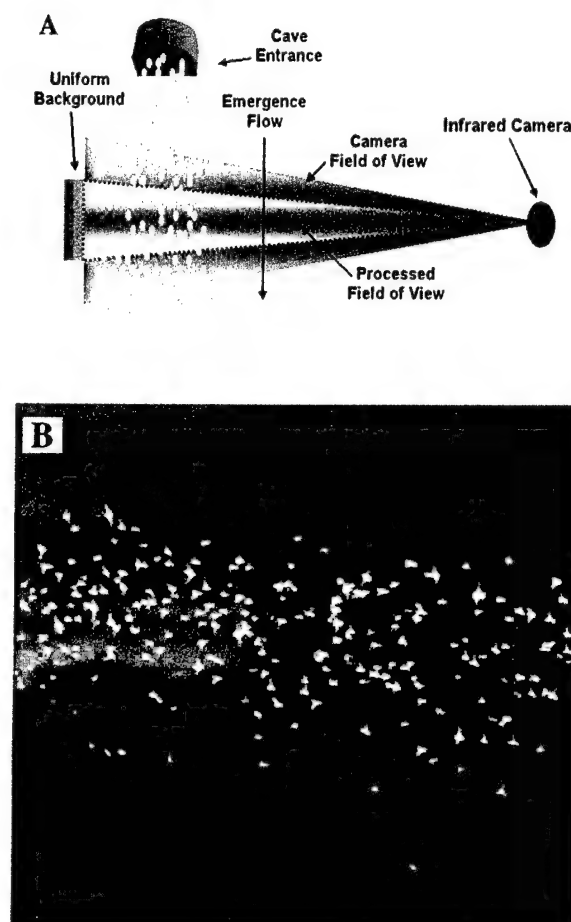 A
Cave
Entrance
Uniform
Background
Emergence
Flow
Infrared Camera
Camera
Field of View
Processed
Field of View
B